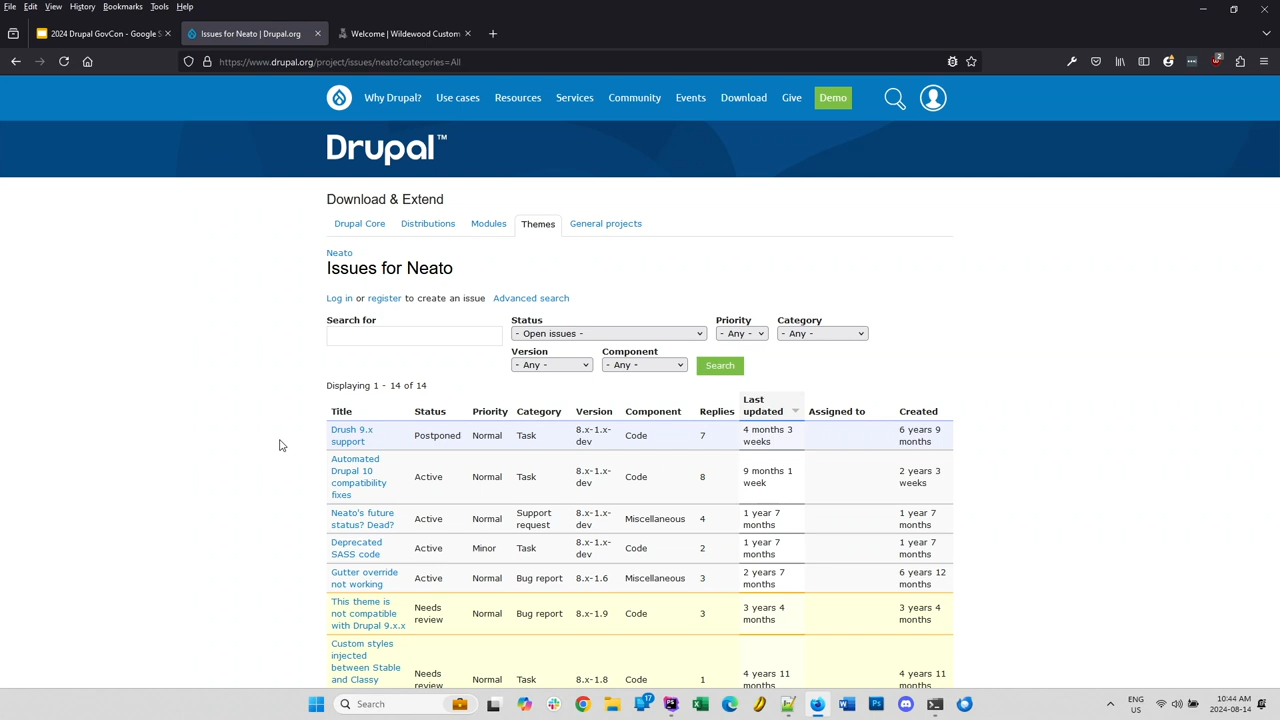 File Edit View History Bookmarks Tools Help
2024 Drupal GovCon - Google S
Issues for Neato | Drupal.org
Welcome | Wildewood Custom
https://www.drupal.org/project/issues/neato?categories=All
2
Why Drupal? Use cases Resources Services Community Events Download Give Demo
Drupal™
Download & Extend
Drupal Core Distributions Modules Themes General projects
Neato
Issues for Neato
Log in or register to create an issue Advanced search
Search for Status Priority Category
- Open issues - - Any - - Any -
Version Component
- Any - - Any - Search
Displaying 1 - 14 of 14
Last
Title Status Priority Category Version Component Replies updated Assigned to Created
Drush 9.x 8.x-1.x- 4 months 3 6 years 9
support Postponed Normal Task dev Code 7 weeks months
Automated
Drupal 10 8.x-1.x- 9 months 1 2 years 3
compatibility Active Normal Task dev Code 8 week weeks
fixes
Neato's future Support 8.x-1.x- 1 year 7 1 year 7
status? Dead? Active Normal request dev Miscellaneous 4 months months
Deprecated 8.x-1.x- 1 year 7 1 year 7
SASS code Active Minor Task dev Code 2 months months
Gutter override 2 years 7 6 years 12
not working Active Normal Bug report 8.x-1.6 Miscellaneous 3 months months
This theme is Needs 3 years 4 3 years 4
not compatible review Normal Bug report 8.x-1.9 Code 3 months months
with Drupal 9.x.x
Custom styles
injected
between Stable Needs 4 years 11 4 years 11
and Classy review Normal Task 8.x-1.8 Code 1 months months
Search 17 ENG 10:44 AM
US 2024-08-14